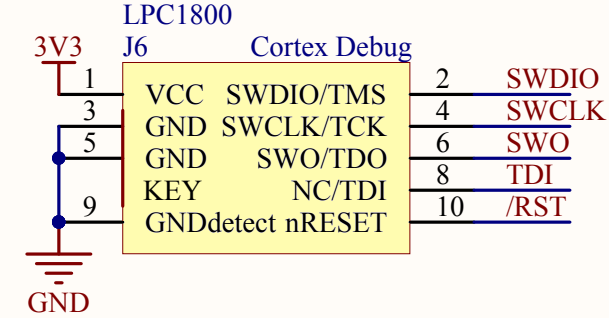 LPC1800
3V3 J6 Cortex Debug
1 VCC SWDIO/TMS 2 SWDIO
3 GND SWCLK/TCK 4 SWCLK
5 GND SWO/TDO 6 SWO
KEY NC/TDI 8 TDI
9 GNDdetect nRESET 10 /RST
GND